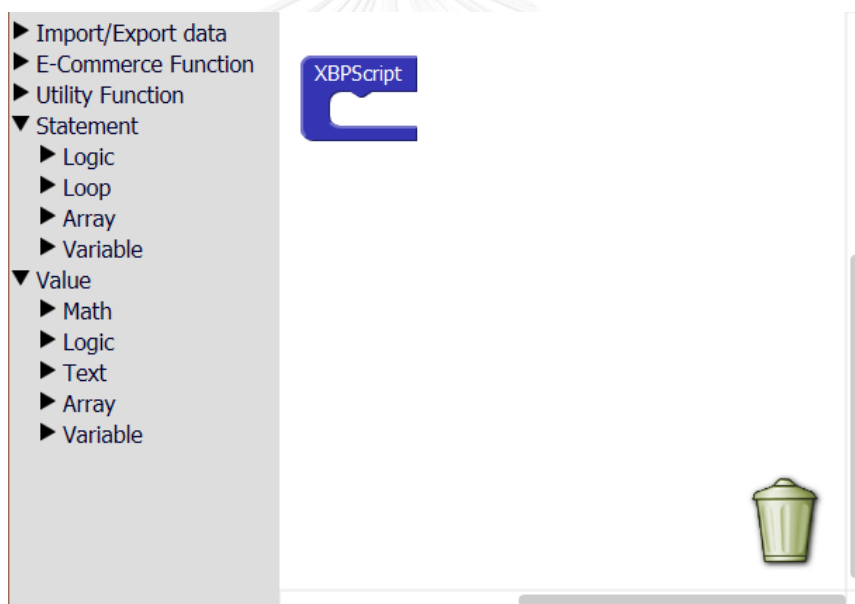 Import/Export data
E-Commerce Function
Utility Function
Statement
Logic
Loop
Array
Variable
Value
Math
Logic
Text
Array
Variable
XBPScript